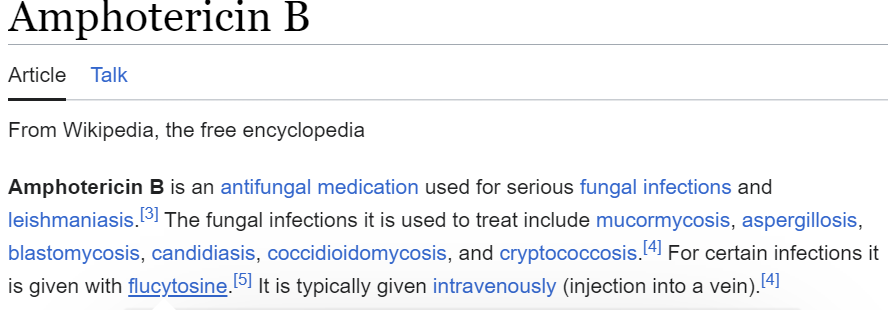 Amphotericin B
Article Talk
From Wikipedia, the free encyclopedia
Amphotericin B is an antifungal medication used for serious fungal infections and
leishmaniasis.[3] The fungal infections it is used to treat include mucormycosis, aspergillosis,
blastomycosis, candidiasis, coccidioidomycosis, and cryptococcosis.[4] For certain infections it
is given with flucytosine.[5] It is typically given intravenously (injection into a vein).[4]